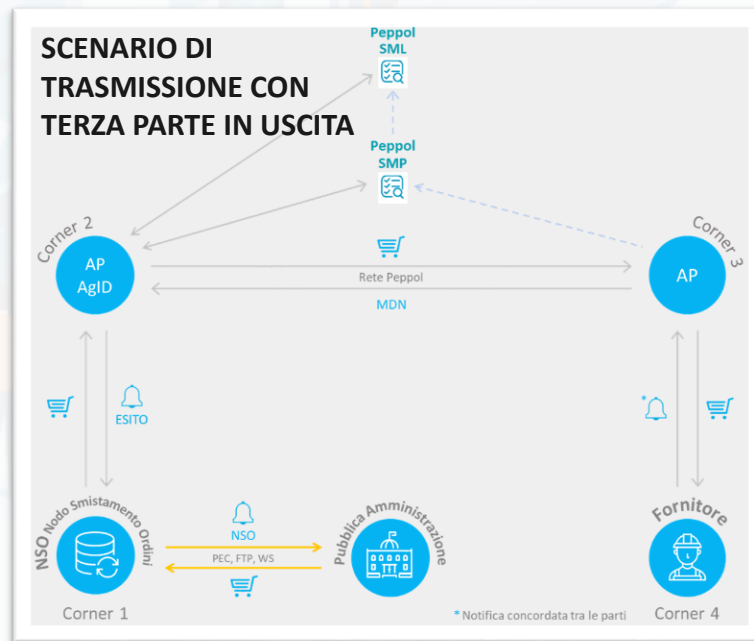 SCENARIO DI
TRASMISSIONE CON
TERZA PARTE IN USCITA
Peppol
SML
Peppol
SMP
Corner 2
AP
AgID
Rete Peppol
MDN
Corner 3
AP
ESITO
*
NSO Nodo Smistamento Ordini
NSO
PEC, FTP, WS
Pubblica Amministrazione
Fornitore
Corner 1
* Notifica concordata tra le parti
Corner 4